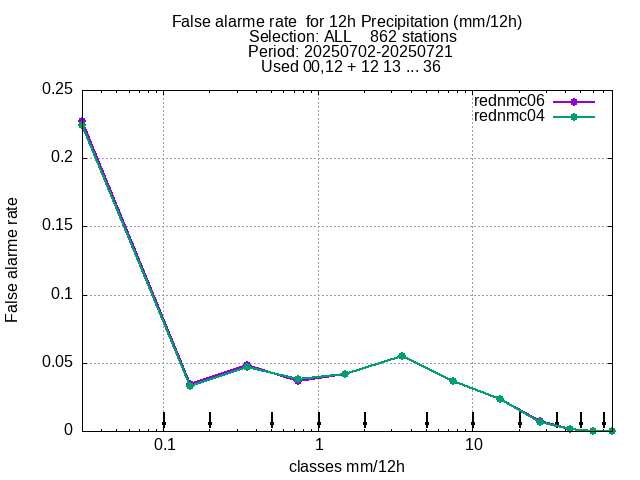 False alarme rate  for 12h Precipitation (mm/12h)
Selection: ALL    862 stations
Period: 20250702-20250721
Used 00,12 + 12 13 ... 36
rednmc06
rednmc04
0.25
0.2
0.15
0.1
0.05
0
False alarme rate
0.1 1 10
classes mm/12h